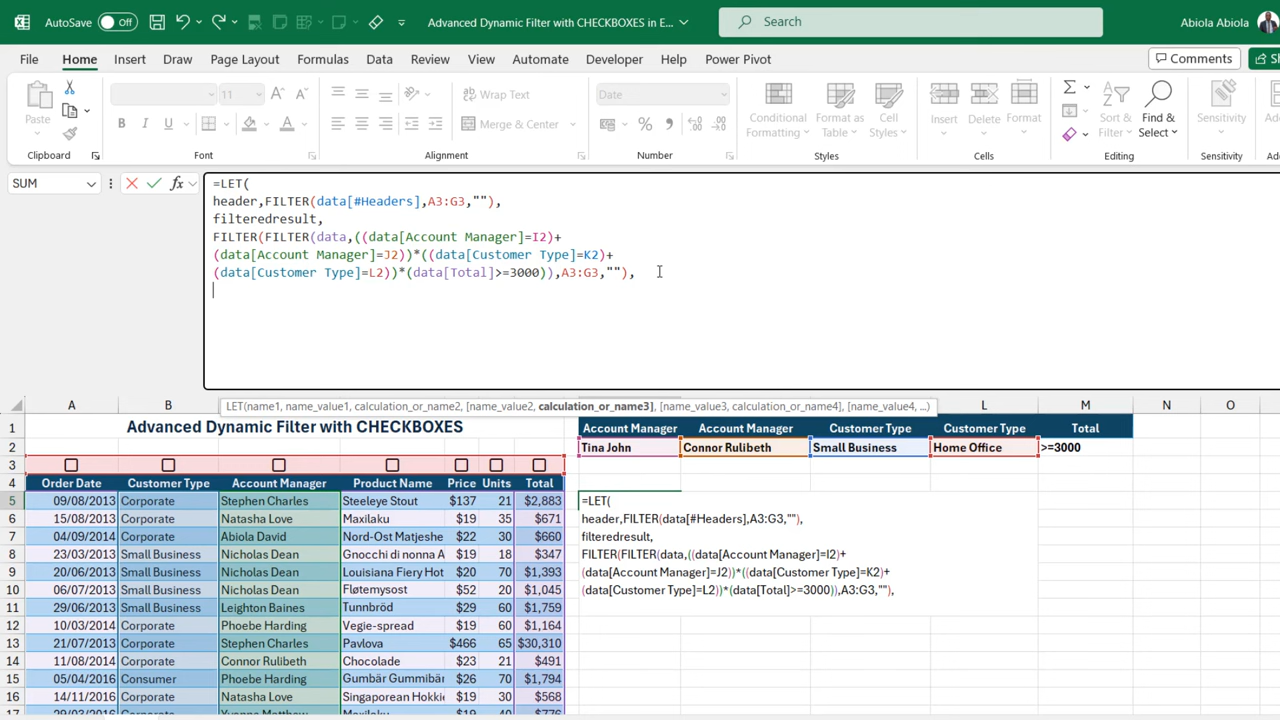 AutoSave Off Advanced Dynamic Filter with CHECKBOXES in E... Search Abiola Abiola
File Home Insert Draw Page Layout Formulas Data Review View Automate Developer Help Power Pivot Comments
11 Wrap Text Date
Paste B I U Merge & Center Conditional Formatting Format as Table Cell Styles Insert Delete Format Sort & Filter Find & Select Sensitivity
Clipboard Font Alignment Number Styles Cells Editing Sensitivity
SUM fx =LET(
header,FILTER(data[#Headers],A3:G3,""),
filteredresult,
FILTER(FILTER(data,((data[Account Manager]=I2)+
(data[Account Manager]=J2))*((data[Customer Type]=K2)+
(data[Customer Type]=L2))*(data[Total]>=3000)),A3:G3,""),
LET(name1, name_value1, calculation_or_name2, [name_value2, calculation_or_name3], [name_value3, calculation_or_name4], [name_value4, ...)
A B L M N O
1 Advanced Dynamic Filter with CHECKBOXES Account Manager Account Manager Customer Type Customer Type Total
2 Tina John Connor Rulibeth Small Business Home Office >=3000
3
4 Order Date Customer Type Account Manager Product Name Price Units Total
5 09/08/2013 Corporate Stephen Charles Steeleye Stout $137 21 $2,883 =LET(
6 15/08/2013 Corporate Natasha Love Maxilaku $19 35 $671 header,FILTER(data[#Headers],A3:G3,""),
7 04/09/2014 Corporate Abiola David Nord-Ost Matjeshe $22 30 $660 filteredresult,
8 23/03/2013 Small Business Nicholas Dean Gnocchi di nonna A $19 18 $347 FILTER(FILTER(data,((data[Account Manager]=I2)+
9 20/06/2013 Small Business Nicholas Dean Louisiana Fiery Hot $20 70 $1,393 (data[Account Manager]=J2))*((data[Customer Type]=K2)+
10 06/07/2013 Small Business Nicholas Dean Fløtemysost $52 20 $1,045 (data[Customer Type]=L2))*(data[Total]>=3000)),A3:G3,""),
11 29/06/2013 Small Business Leighton Baines Tunnbröd $29 60 $1,759
12 10/03/2014 Corporate Phoebe Harding Vegie-spread $19 60 $1,164
13 21/07/2013 Corporate Stephen Charles Pavlova $466 65 $30,310
14 11/08/2014 Corporate Connor Rulibeth Chocolade $23 21 $491
15 05/04/2016 Consumer Phoebe Harding Gumbär Gummibär $26 70 $1,794
16 14/11/2016 Corporate Natasha Love Singaporean Hokkie $19 30 $568
17 Corporate Maxilaku $19 40 $776